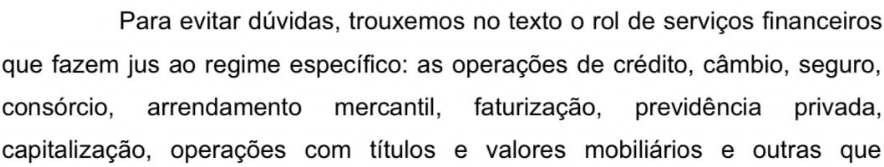 Para evitar dúvidas, trouxemos no texto o rol de serviços financeiros
que fazem jus ao regime específico: as operações de crédito, câmbio, seguro,
consórcio, arrendamento mercantil, faturização, previdência privada,
capitalização, operações com títulos e valores mobiliários e outras que